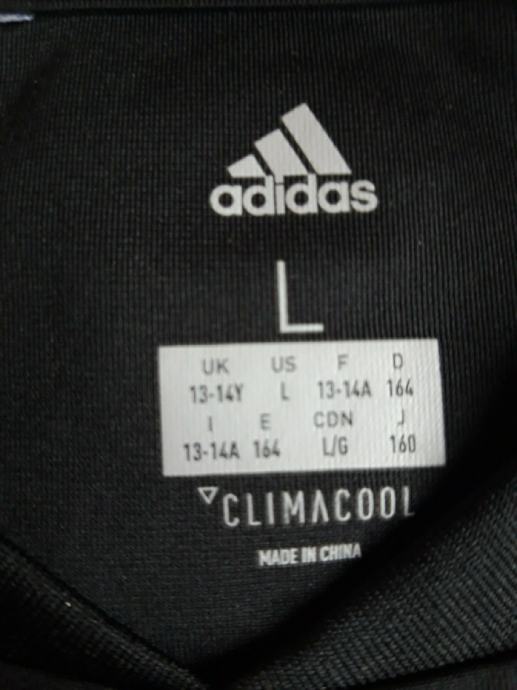 adidas
L
UK US F D
13-14Y L 13-14A 164
I E CDN J
13-14A 164 L/G 160
CLIMACOOL
MADE IN CHINA